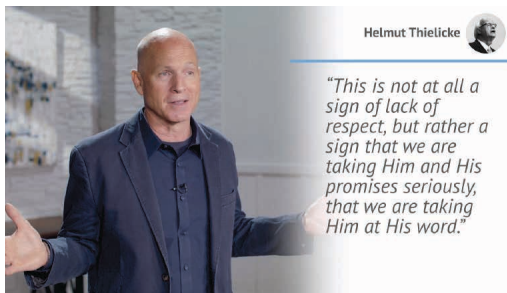 Helmut Thielicke
“This is not at all a
sign of lack of
respect, but rather a
sign that we are
taking Him and His
promises seriously,
that we are taking
Him at His word.”